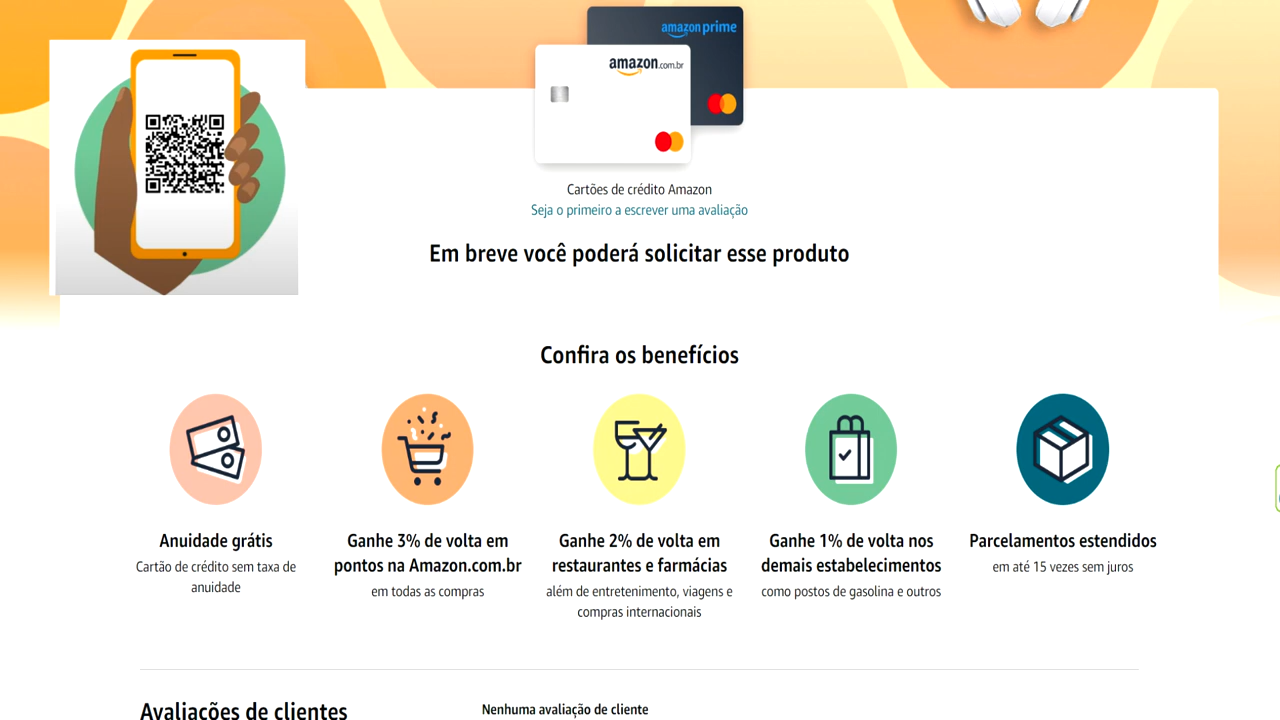 amazon prime
amazon.com.br
Cartões de crédito Amazon
Seja o primeiro a escrever uma avaliação
Em breve você poderá solicitar esse produto
Confira os benefícios
Anuidade grátis
Cartão de crédito sem taxa de
anuidade
Ganhe 3% de volta em
pontos na Amazon.com.br
em todas as compras
Ganhe 2% de volta em
restaurantes e farmácias
além de entretenimento, viagens e
compras internacionais
Ganhe 1% de volta nos
demais estabelecimentos
como postos de gasolina e outros
Parcelamentos estendidos
em até 15 vezes sem juros
Avaliações de clientes
Nenhuma avaliação de cliente